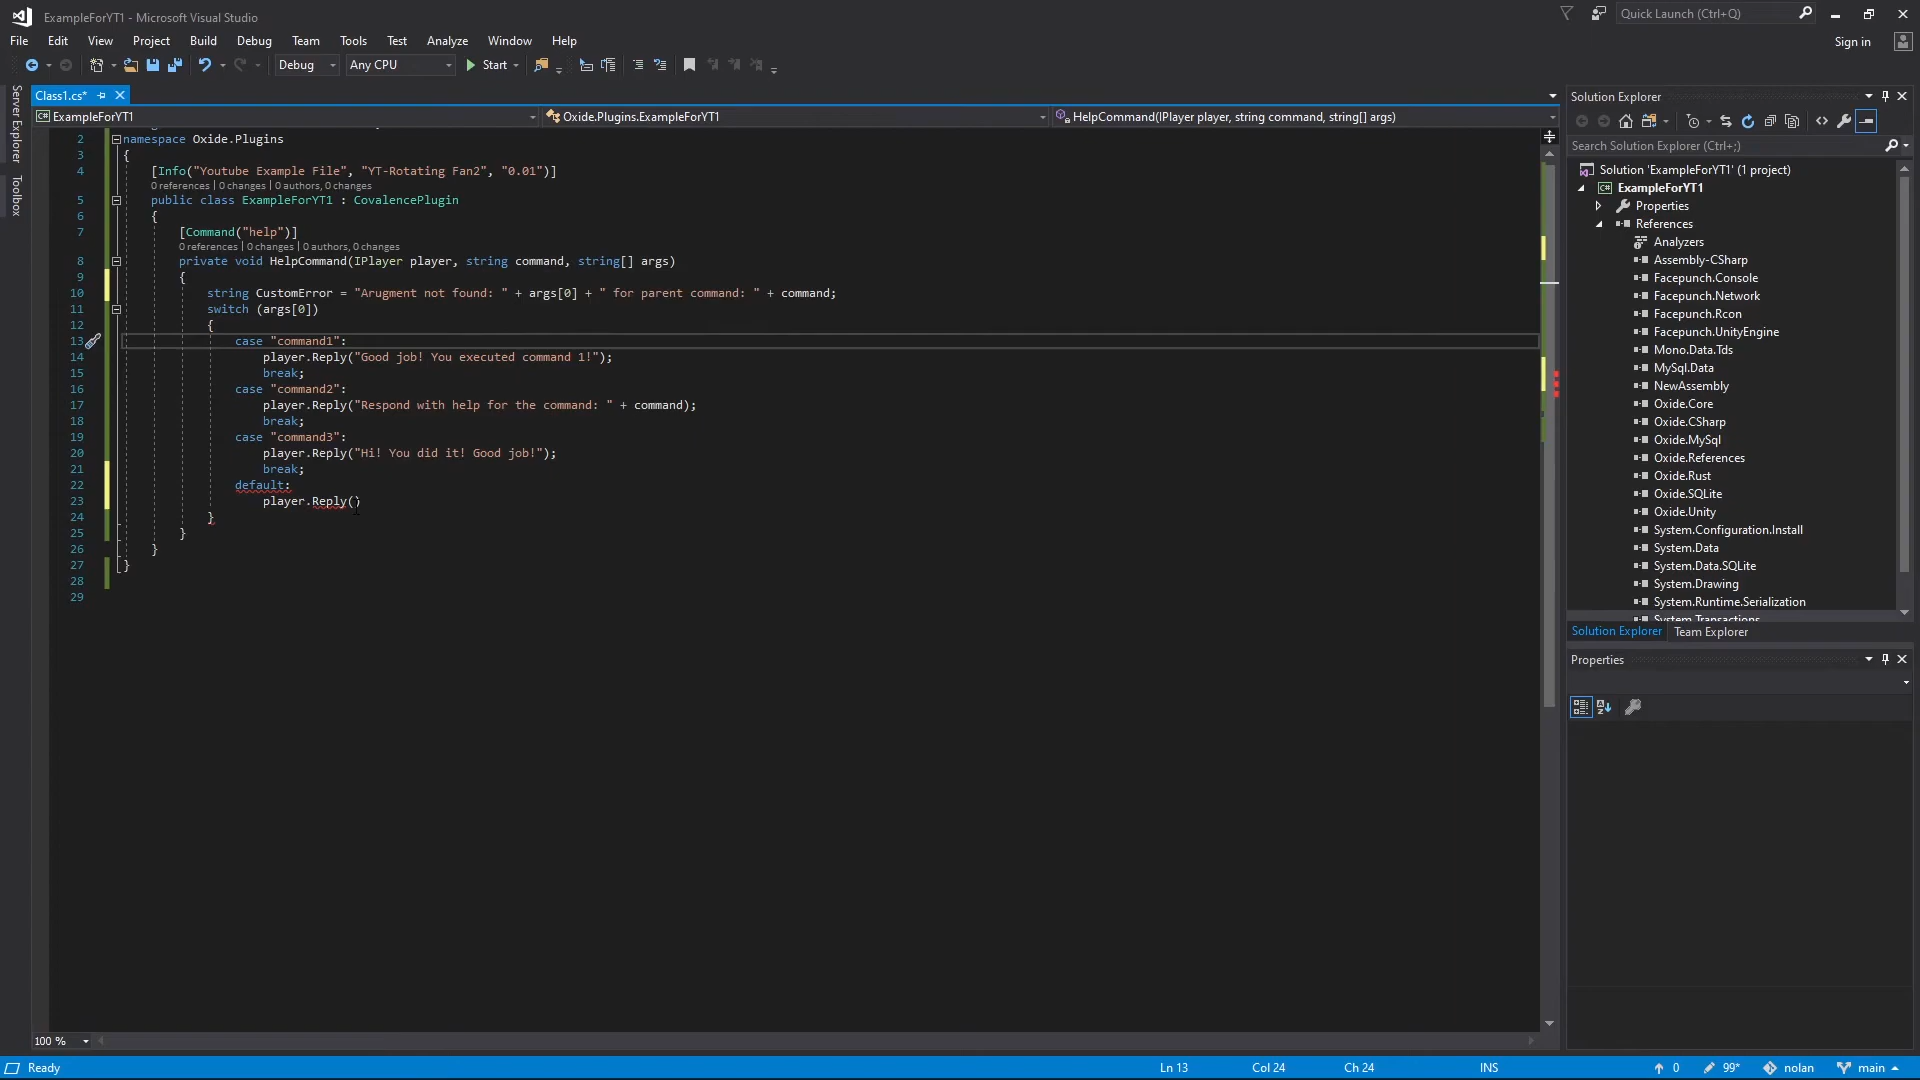 ExampleForYT1 - Microsoft Visual Studio
Quick Launch (Ctrl+Q)
File Edit View Project Build Debug Team Tools Test Analyze Window Help
Sign in
Debug Any CPU Start
Server Explorer
Toolbox
Class1.cs*
ExampleForYT1 Oxide.Plugins.ExampleForYT1 HelpCommand(IPlayer player, string command, string[] args)
2 namespace Oxide.Plugins
3 {
4 [Info("Youtube Example File", "YT-Rotating Fan2", "0.01")]
0 references | 0 changes | 0 authors, 0 changes
5 public class ExampleForYT1 : CovalencePlugin
6 {
7 [Command("help")]
0 references | 0 changes | 0 authors, 0 changes
8 private void HelpCommand(IPlayer player, string command, string[] args)
9 {
10 string CustomError = "Arugment not found: " + args[0] + " for parent command: " + command;
11 switch (args[0])
12 {
13 case "command1":
14 player.Reply("Good job! You executed command 1!");
15 break;
16 case "command2":
17 player.Reply("Respond with help for the command: " + command);
18 break;
19 case "command3":
20 player.Reply("Hi! You did it! Good job!");
21 break;
22 default:
23 player.Reply()
24 }
25 }
26 }
27 }
28
29
100 %
Solution Explorer
Search Solution Explorer (Ctrl+;)
Solution 'ExampleForYT1' (1 project)
ExampleForYT1
Properties
References
Analyzers
Assembly-CSharp
Facepunch.Console
Facepunch.Network
Facepunch.Rcon
Facepunch.UnityEngine
Mono.Data.Tds
MySql.Data
NewAssembly
Oxide.Core
Oxide.CSharp
Oxide.MySql
Oxide.References
Oxide.Rust
Oxide.SQLite
Oxide.Unity
System.Configuration.Install
System.Data
System.Data.SQLite
System.Drawing
System.Runtime.Serialization
System.Transactions
Solution Explorer Team Explorer
Properties
Ready Ln 13 Col 24 Ch 24 INS 0 99* nolan main